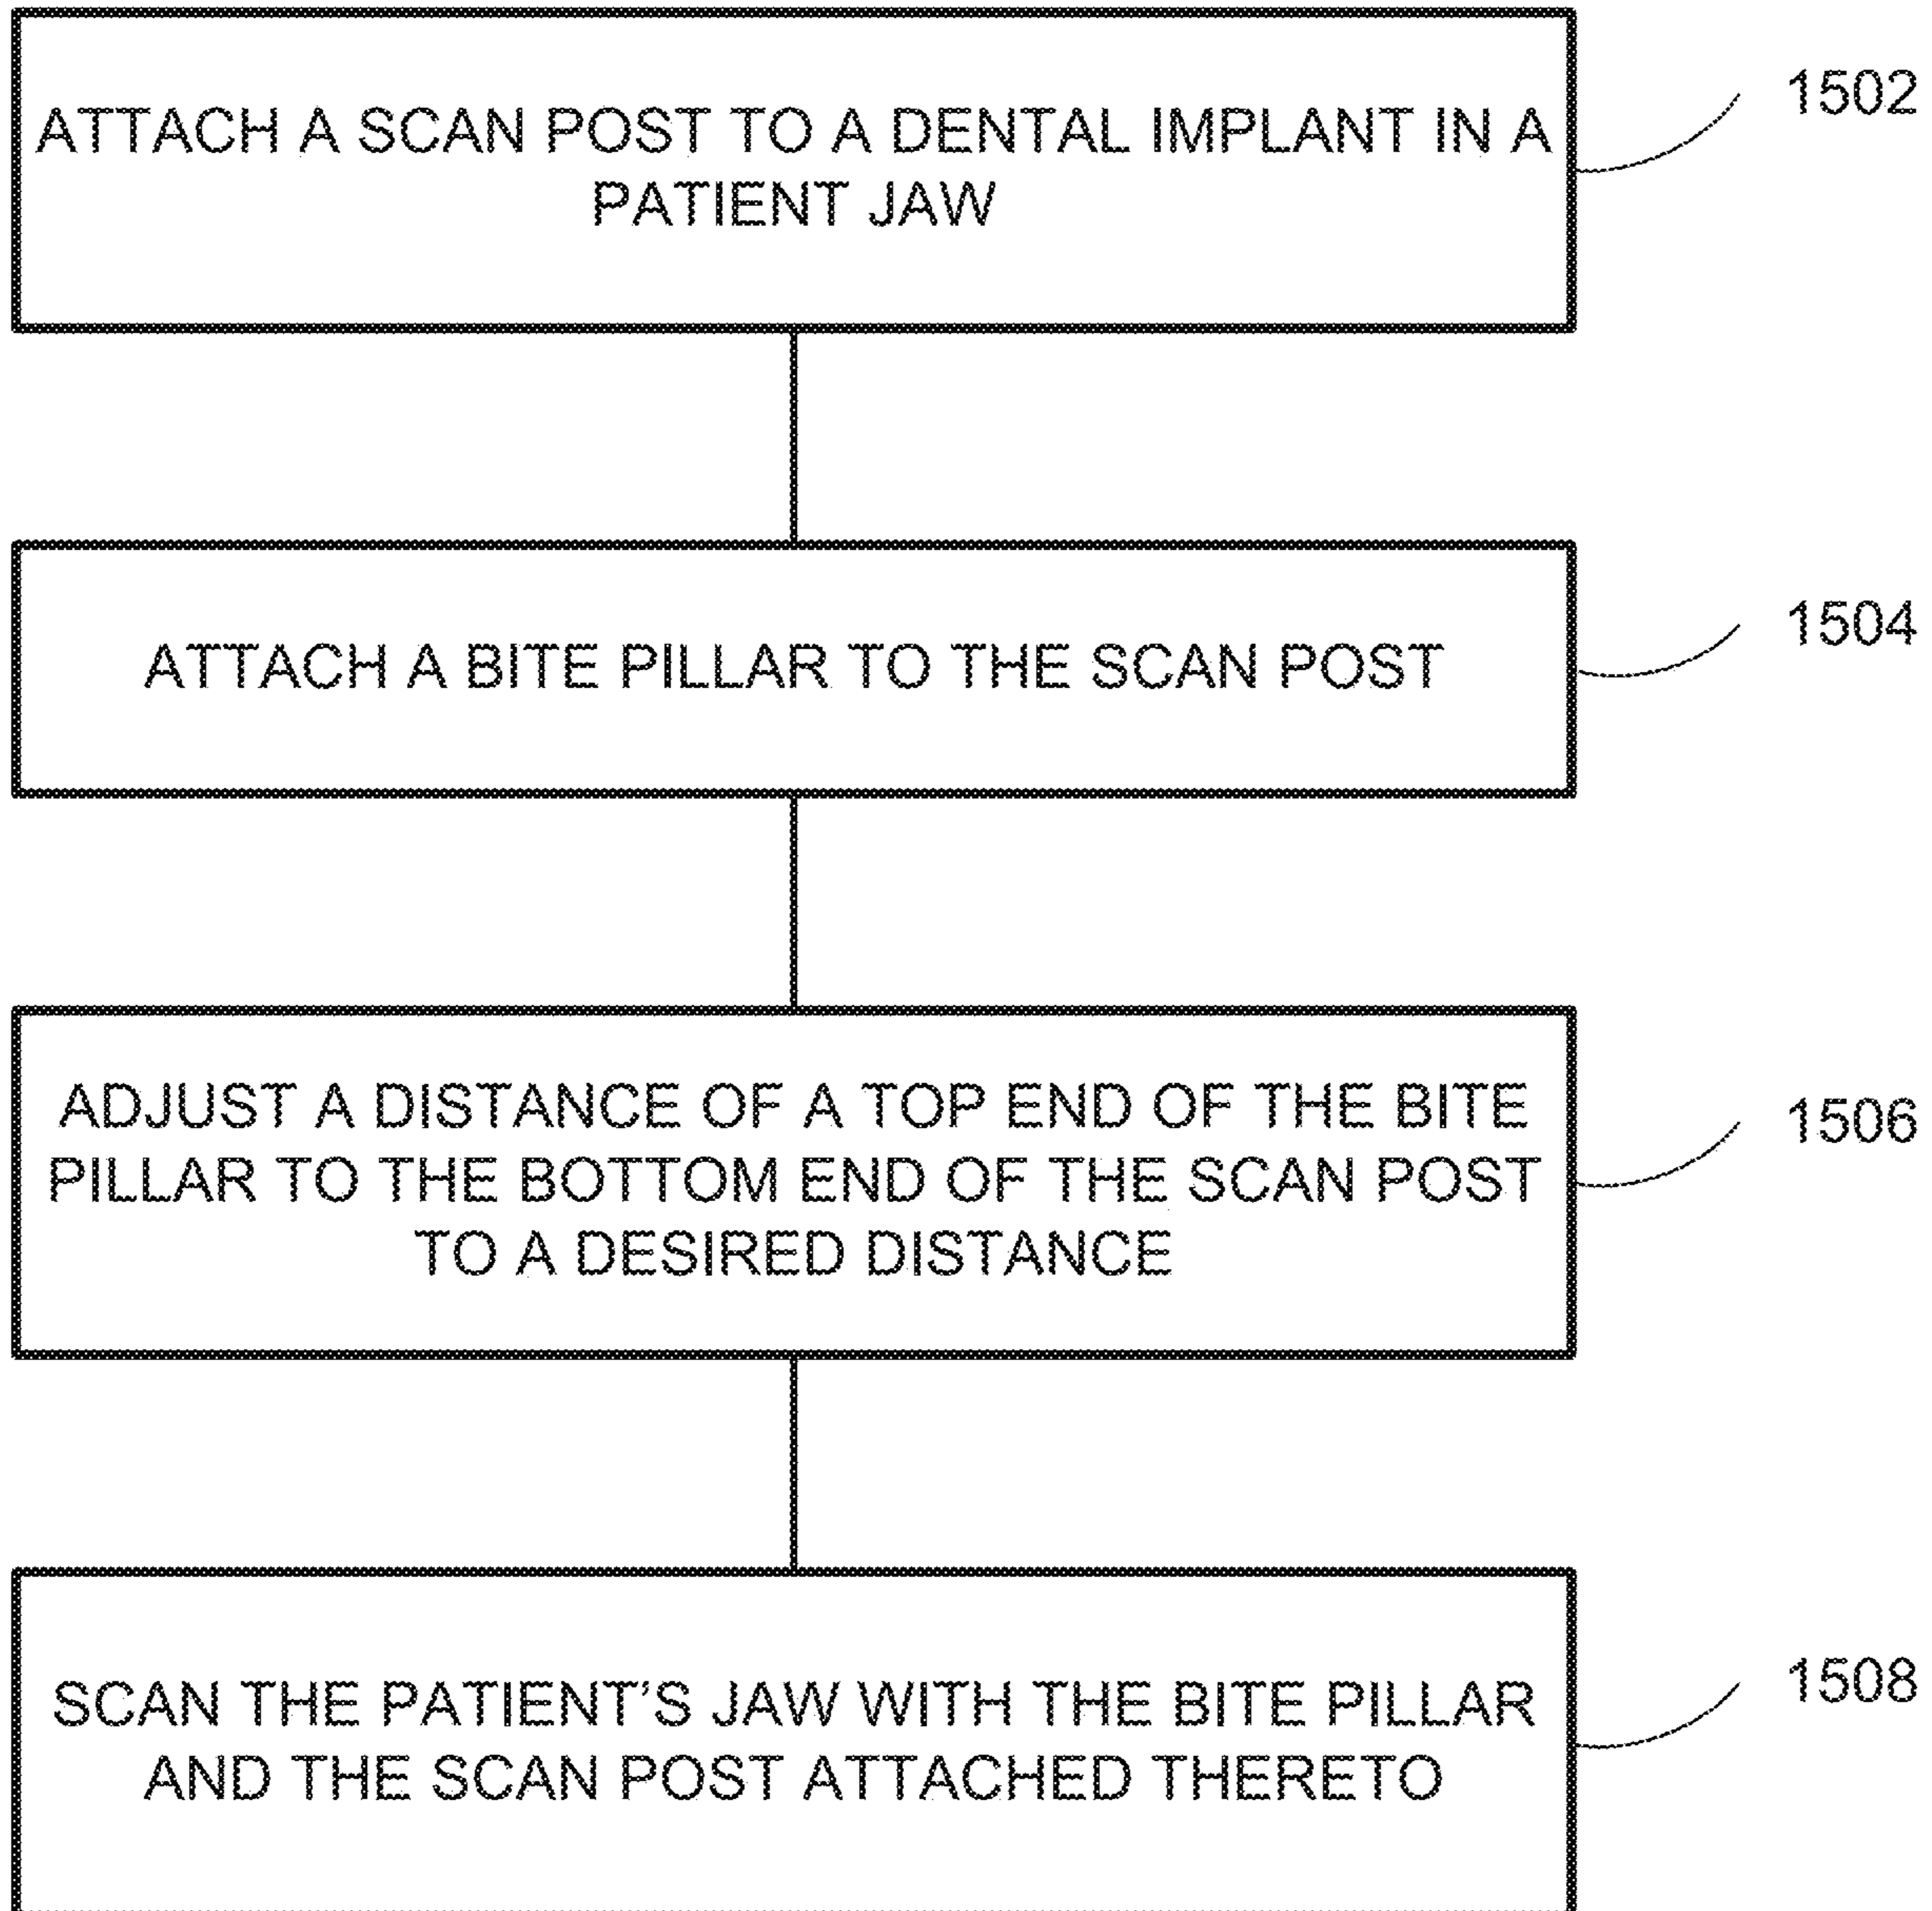 ATTACH A SCAN POST TO A DENTAL IMPLANT IN A
PATIENT JAW
1502
ATTACH A BITE PILLAR TO THE SCAN POST
1504
ADJUST A DISTANCE OF A TOP END OF THE BITE
PILLAR TO THE BOTTOM END OF THE SCAN POST
TO A DESIRED DISTANCE
1506
SCAN THE PATIENT'S JAW WITH THE BITE PILLAR
AND THE SCAN POST ATTACHED THERETO
1508